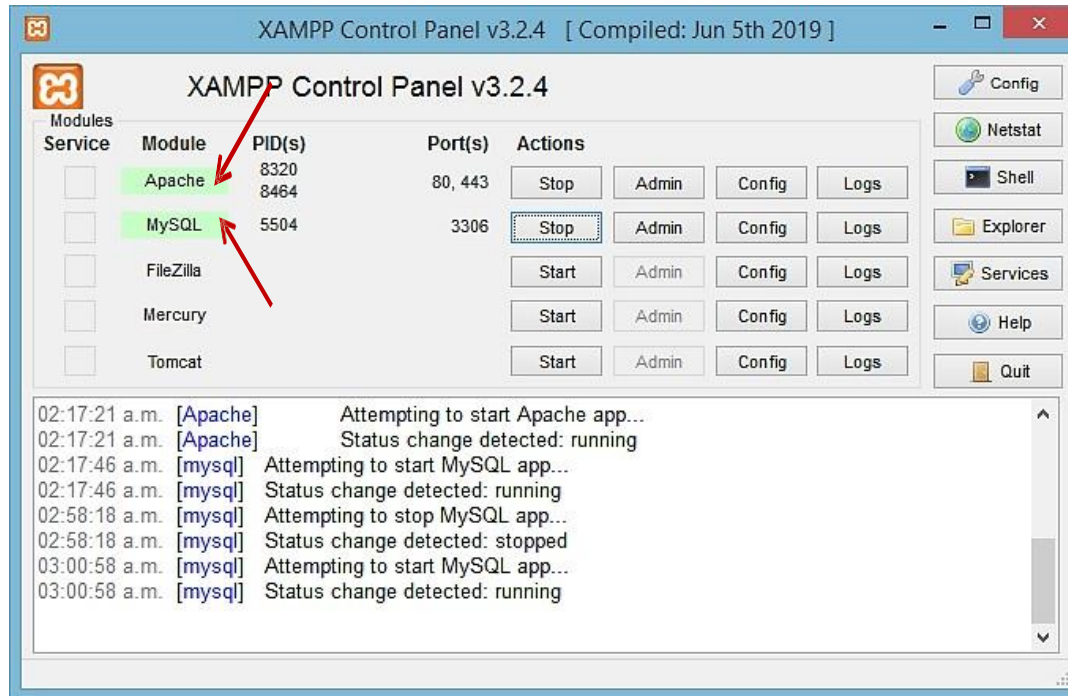 XAMPP Control Panel v3.2.4 [ Compiled: Jun 5th 2019 ]
XAMPP Control Panel v3.2.4
Config
Modules
Netstat
Service Module PID(s) Port(s) Actions
Apache 8320 8464 80, 443 Stop Admin Config Logs
Shell
MySQL 5504 3306 Stop Admin Config Logs
Explorer
FileZilla Start Admin Config Logs
Services
Mercury Start Admin Config Logs
Help
Tomcat Start Admin Config Logs
Quit
02:17:21 a.m. [Apache] Attempting to start Apache app...
02:17:21 a.m. [Apache] Status change detected: running
02:17:46 a.m. [mysql] Attempting to start MySQL app...
02:17:46 a.m. [mysql] Status change detected: running
02:58:18 a.m. [mysql] Attempting to stop MySQL app...
02:58:18 a.m. [mysql] Status change detected: stopped
03:00:58 a.m. [mysql] Attempting to start MySQL app...
03:00:58 a.m. [mysql] Status change detected: running